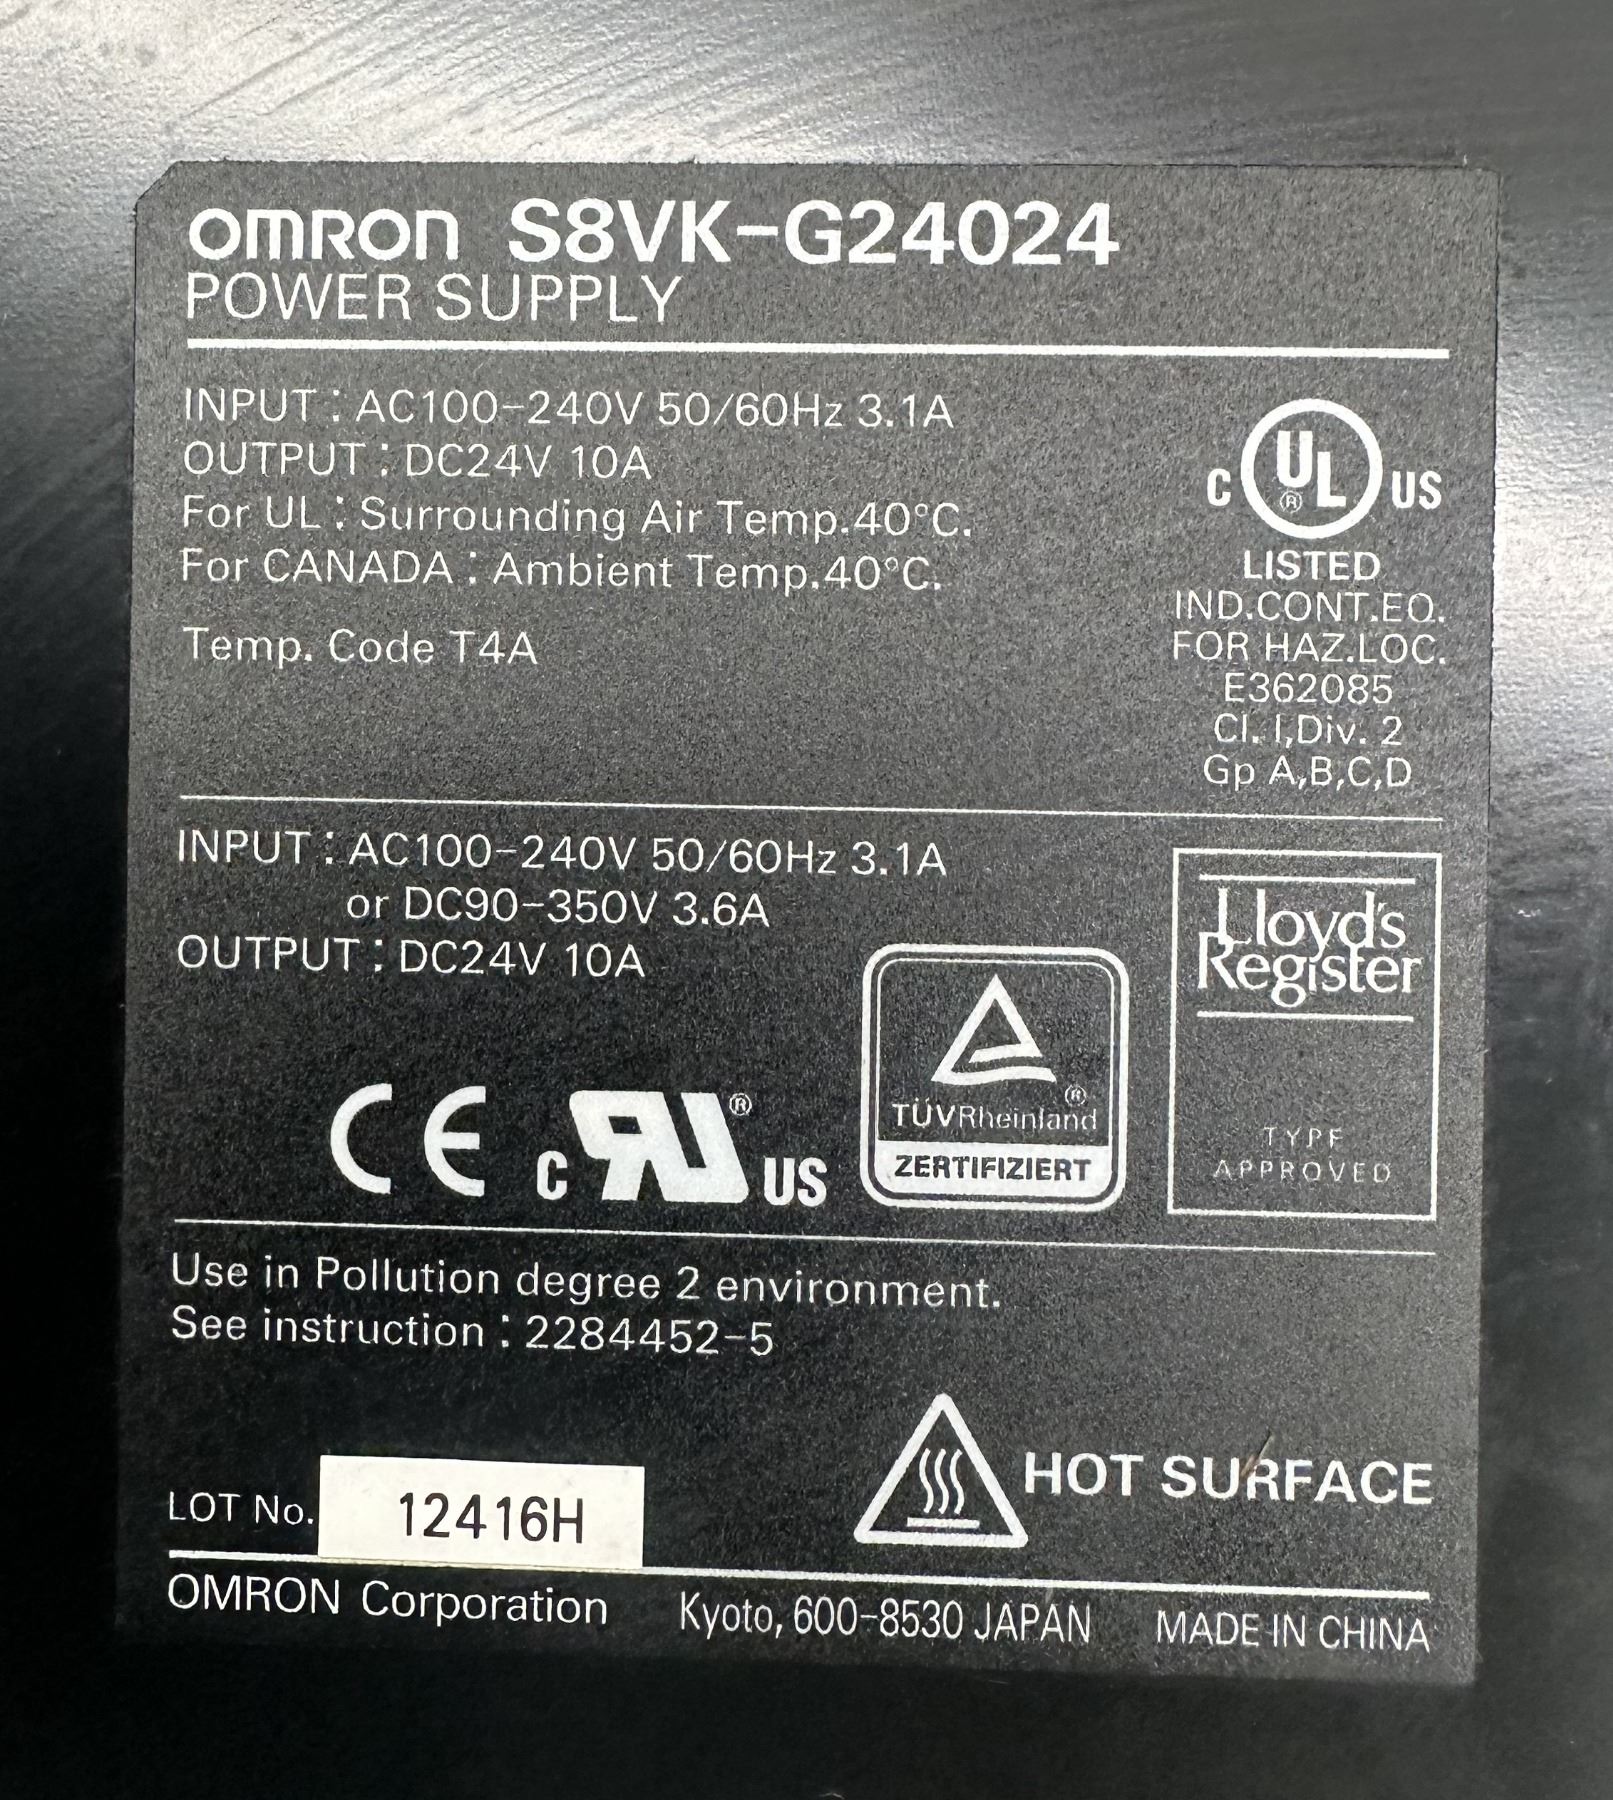 omron S8VK-G24024
POWER SUPPLY
INPUT : AC100-240V 50/60Hz 3.1A
OUTPUT : DC24V 10A
For UL : Surrounding Air Temp.40°C.
For CANADA : Ambient Temp.40°C.
Temp. Code T4A
C UL ® US
LISTED
IND.CONT.EQ.
FOR HAZ.LOC.
E362085
Cl. I,Div. 2
Gp A,B,C,D
INPUT : AC100-240V 50/60Hz 3.1A
or DC90-350V 3.6A
OUTPUT : DC24V 10A
CE c RU ® US
TÜVRheinland ®
ZERTIFIZIERT
Lloyd's
Register
TYPE
APPROVED
Use in Pollution degree 2 environment.
See instruction : 2284452-5
HOT SURFACE
LOT No. 12416H
OMRON Corporation Kyoto, 600-8530 JAPAN MADE IN CHINA